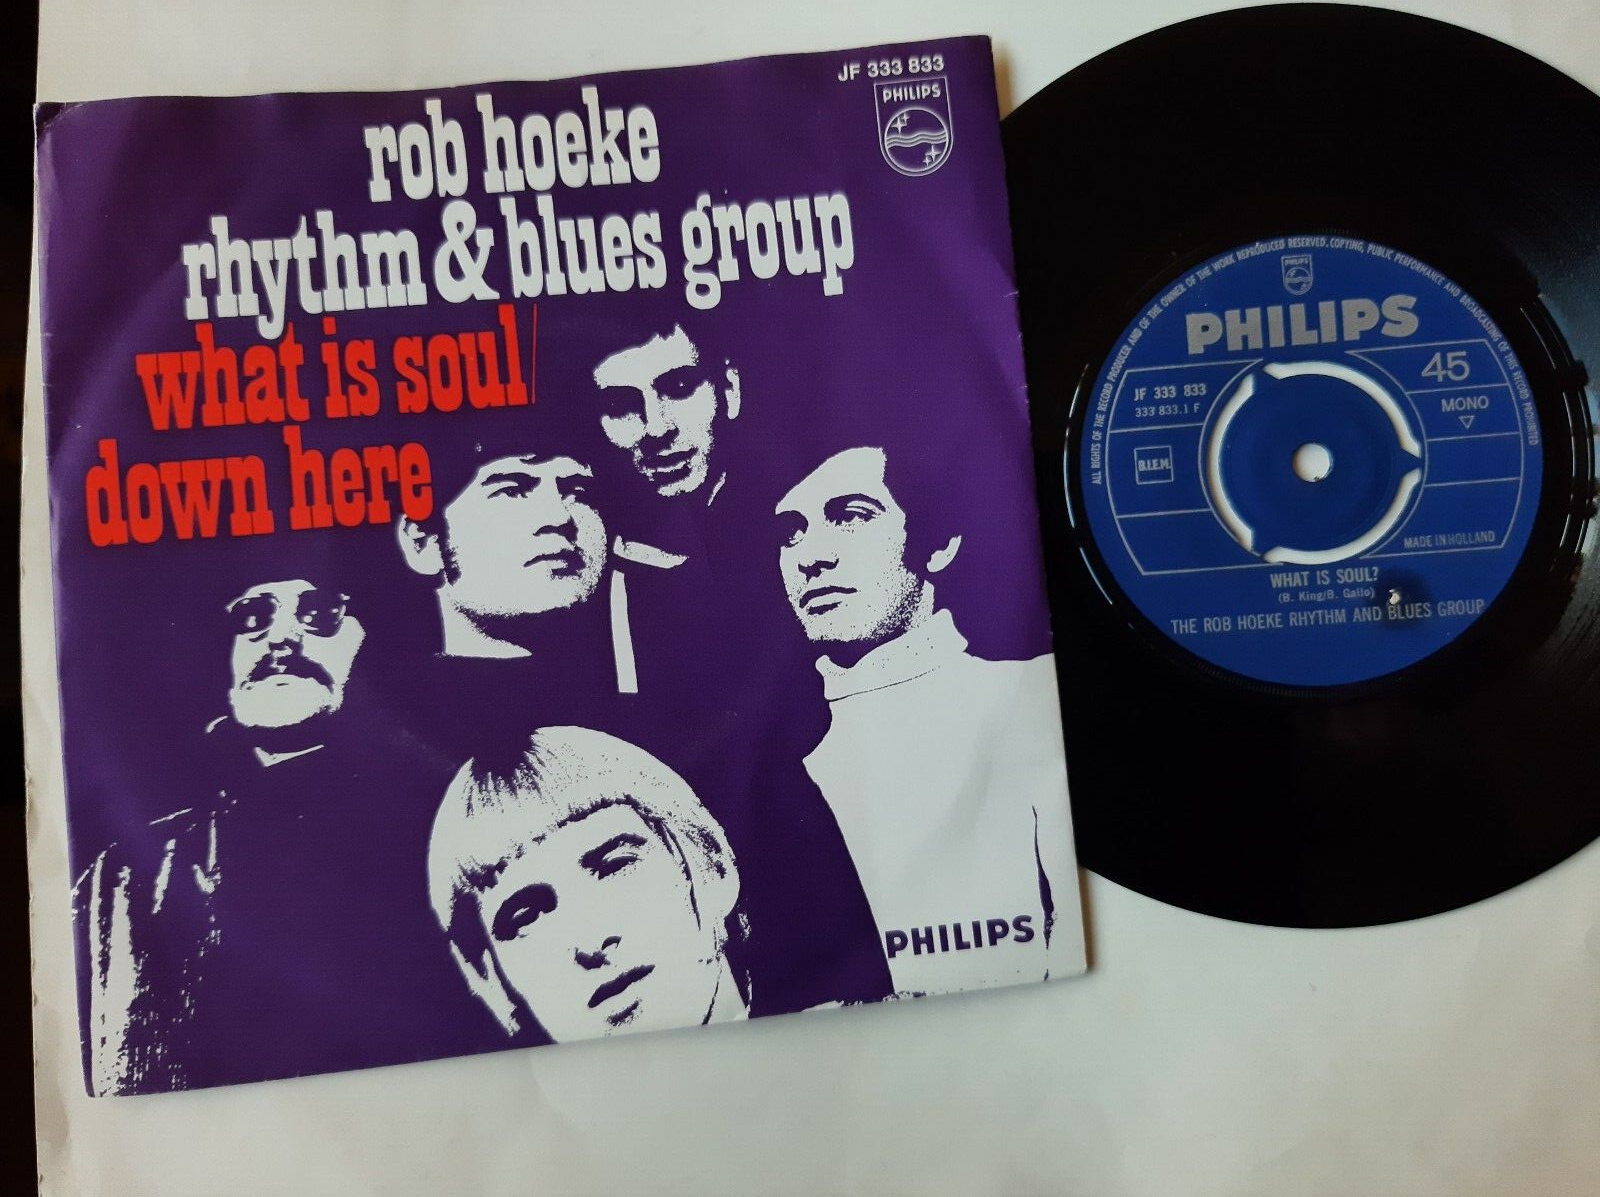 JF 333 833
PHILIPS
rob hoeke
rhythm & blues group
what is soul/
down here
PHILIPS
ALL RIGHTS OF THE RECORD PRODUCER AND OF THE OWNER OF THE WORK REPRODUCED RESERVED. COPYING, PUBLIC PERFORMANCE AND BROADCASTING OF THIS RECORD PROHIBITED
PHILIPS
PHILIPS
JF 333 833
333 833.1 F
45
MONO
B.I.E.M.
MADE IN HOLLAND
WHAT IS SOUL?
(B. King/B. Gallo)
THE ROB HOEKE RHYTHM AND BLUES GROUP